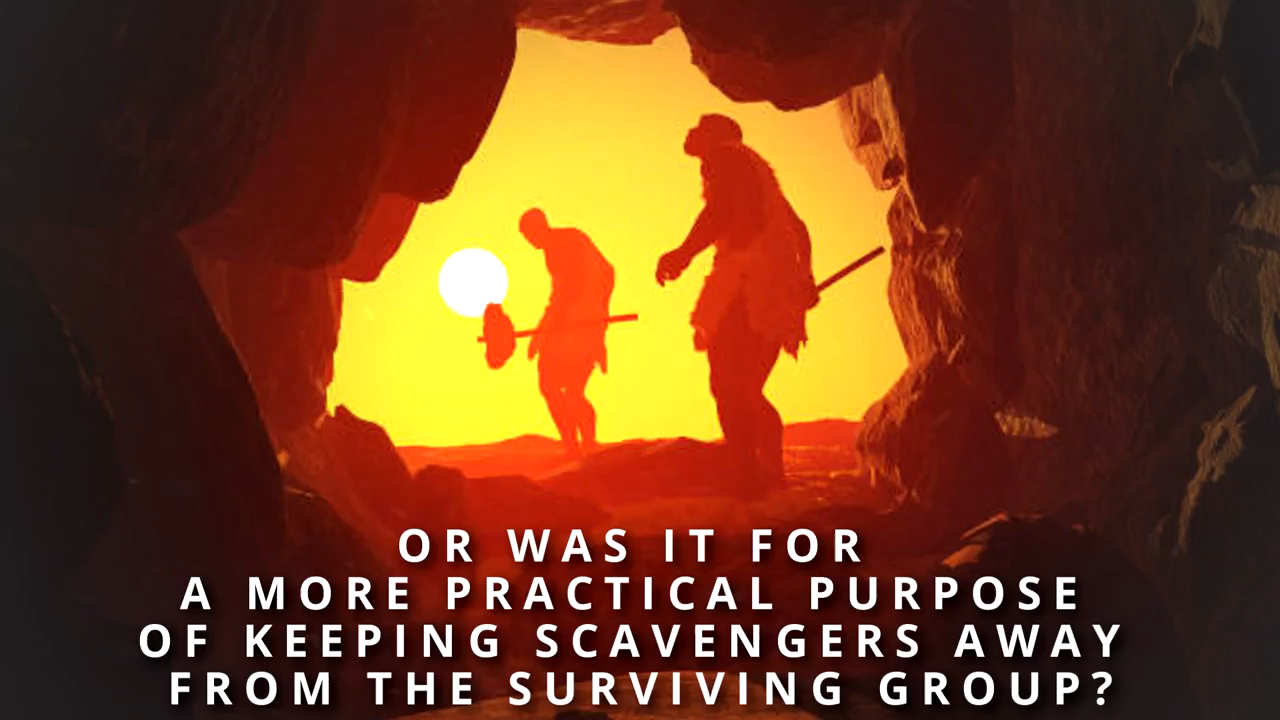 OR WAS IT FOR
A MORE PRACTICAL PURPOSE
OF KEEPING SCAVENGERS AWAY
FROM THE SURVIVING GROUP?